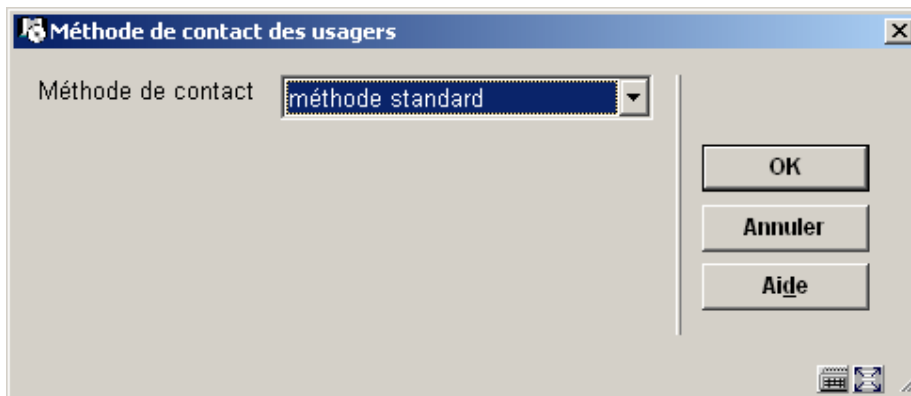 Méthode de contact des usagers
Méthode de contact
méthode standard
OK
Annuler
Aide